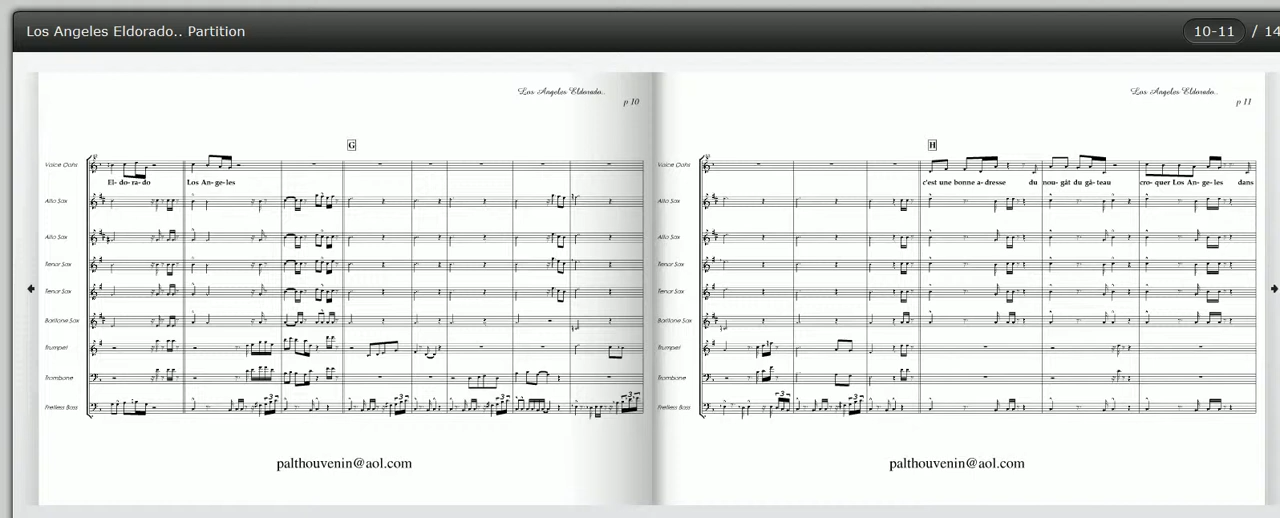 Los Angeles Eldorado.. Partition
10-11 / 14
Los Angeles Eldorado..
p 10
G
Voice Oohs
El- do- ra- do Los An- ge- les
Alto Sax
Alto Sax
Tenor Sax
Tenor Sax
Baritone Sax
Trumpet
Trombone
Fretless Bass
palthouvenin@aol.com
Los Angeles Eldorado..
p 11
H
Voice Oohs
c'est une bonne a- dresse du nou- gât du gâ- teau cro- quer Los An- ge- les dans
Alto Sax
Alto Sax
Tenor Sax
Tenor Sax
Baritone Sax
Trumpet
Trombone
Fretless Bass
palthouvenin@aol.com